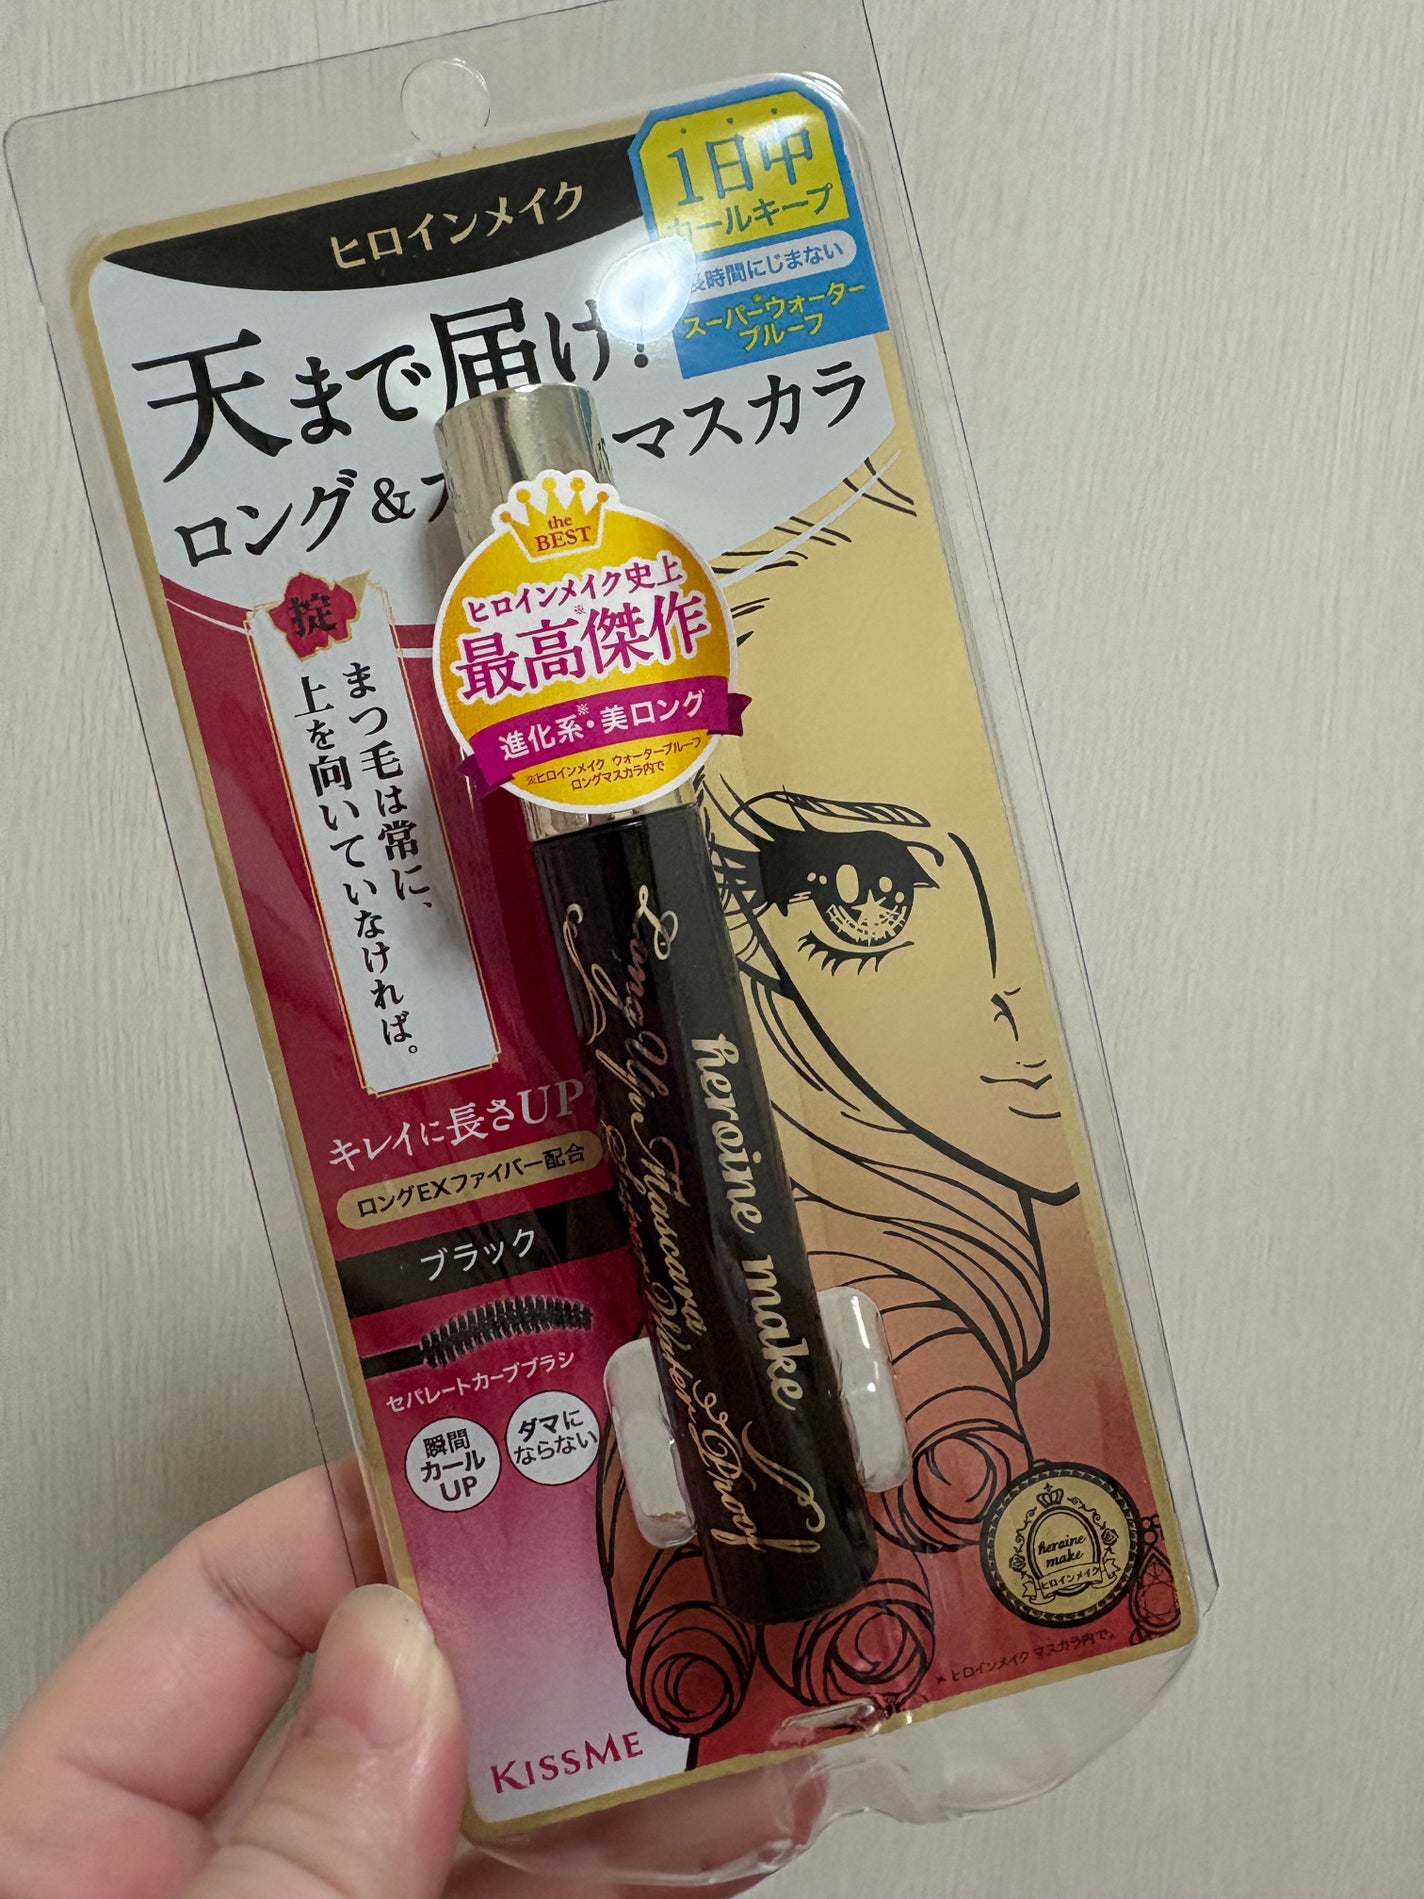 ヒロインメイク
1日中
カールキープ
長時間にじまない
スーパー※ウォーター
プルーフ
天まで届け!
ロング&
マスカラ
the
BEST
ヒロインメイク史上
※
最高傑作
進化系※・美ロング
※ヒロインメイク ウォータープルーフ
ロングマスカラ内で
掟
まつ毛は常に、
上を向いていなければ。
キレイに長さUP
ロングEXファイバー配合
ブラック
セパレートカーブブラシ
瞬間
カール
UP
ダマに
ならない
heroine make
Long Up Mascara
Super Water Proof
heroine
make
ヒロインメイク
※ ヒロインメイク マスカラ内で。
KISSME